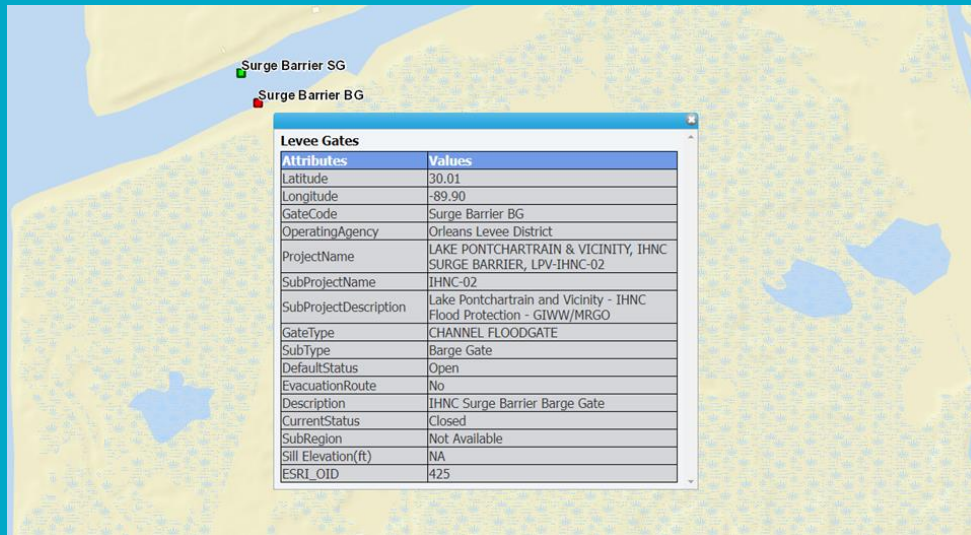 Surge Barrier SG
Surge Barrier BG
Levee Gates
Attributes Values
Latitude 30.01
Longitude -89.90
GateCode Surge Barrier BG
OperatingAgency Orleans Levee District
ProjectName LAKE PONTCHARTRAIN & VICINITY, IHNC
SURGE BARRIER, LPV-IHNC-02
SubProjectName IHNC-02
SubProjectDescription Lake Pontchartrain and Vicinity - IHNC
Flood Protection - GIWW/MRGO
GateType CHANNEL FLOODGATE
SubType Barge Gate
DefaultStatus Open
EvacuationRoute No
Description IHNC Surge Barrier Barge Gate
CurrentStatus Closed
SubRegion Not Available
Sill Elevation(ft) NA
ESRI_OID 425